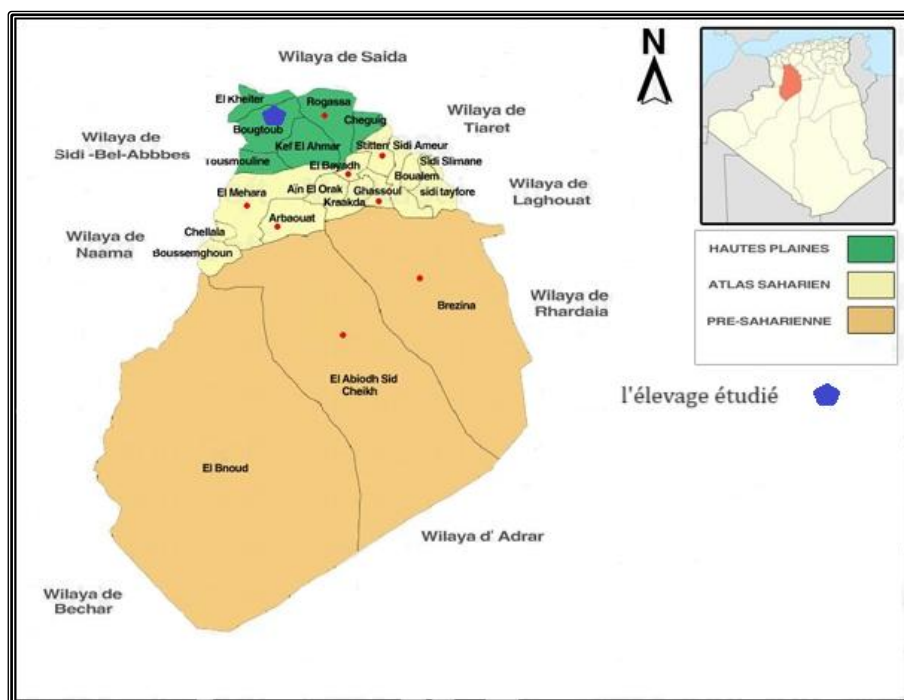 Wilaya de Saida
N
El Kheiter
Rogassa
Bougtoub
Cheguig
Wilaya de
Tiaret
Wilaya de
Sidi -Bel-Abbbes
Kef El Ahmar
Stitten
Sidi Ameur
Tousmouline
El Bayadh
Sidi Slimane
Boualem
El Mehara
Ain El Orak
Ghassoul
sidi tayfore
Kraakda
Wilaya de
Laghouat
Arbaouat
Chellala
Wilaya de
Naama
Boussemghoun
HAUTES PLAINES
ATLAS SAHARIEN
PRE-SAHARIENNE
Brezina
Wilaya de
Rhardaia
El Abiodh Sid
Cheikh
l'élevage étudié
El Bnoud
Wilaya d' Adrar
Wilaya de
Bechar